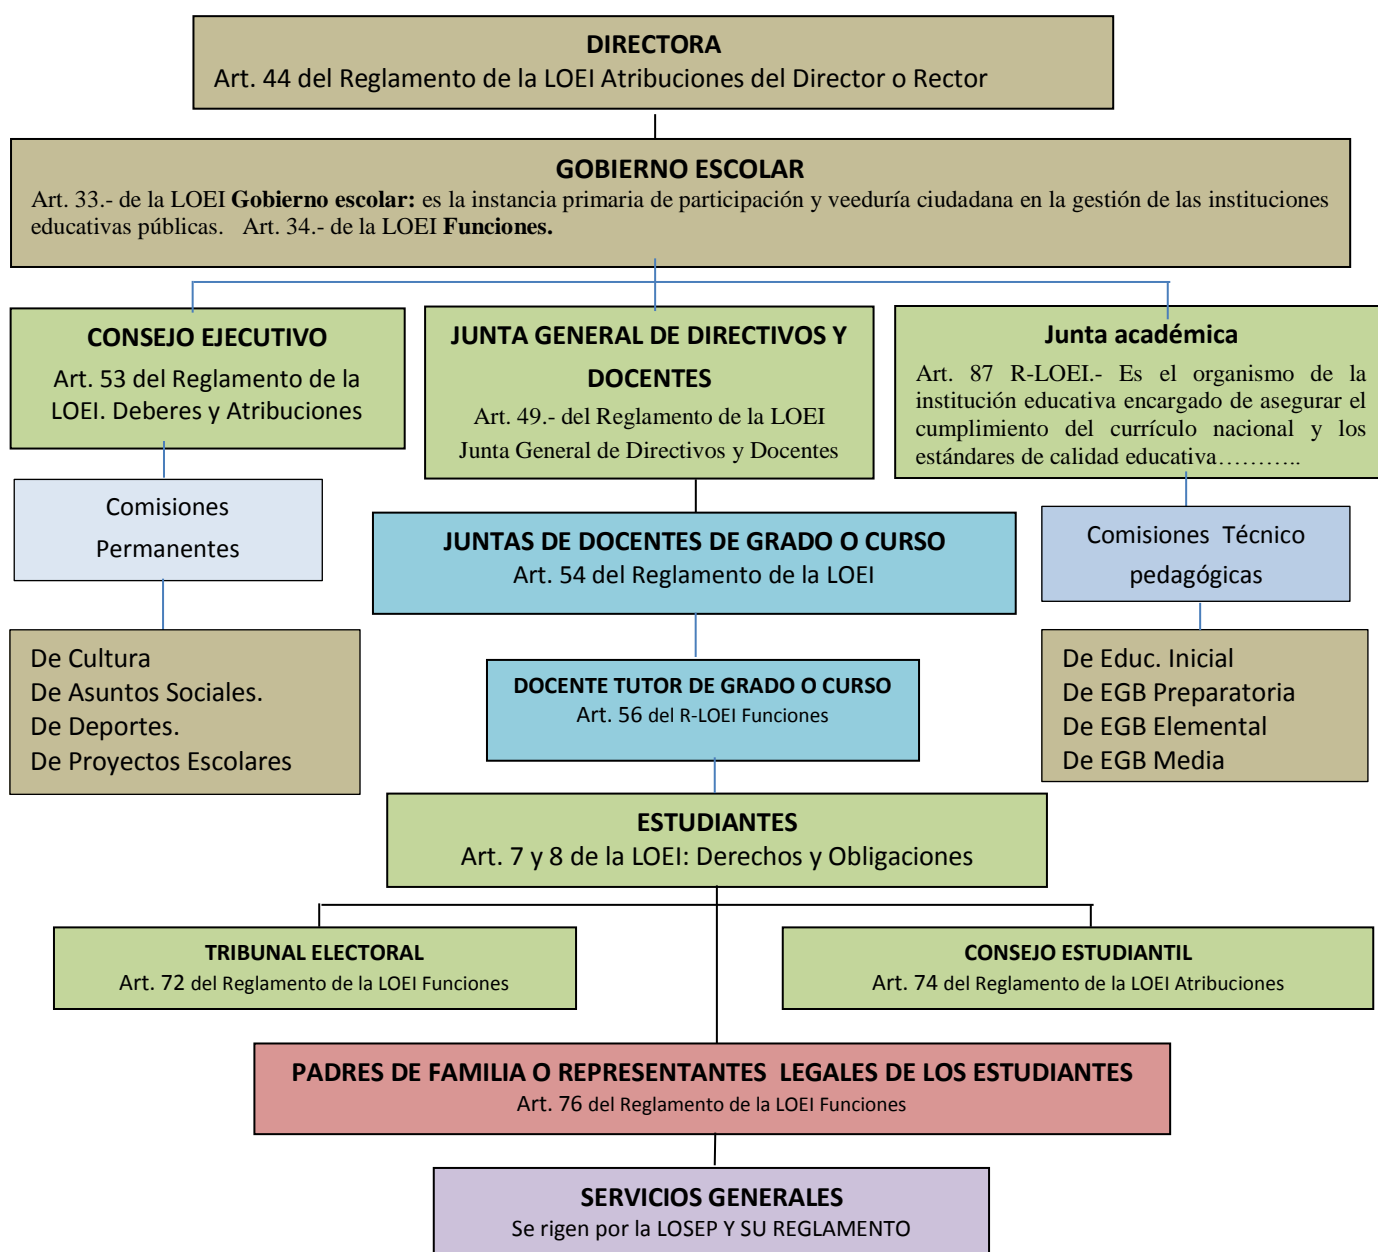 DIRECTORA
Art. 44 del Reglamento de la LOEI Atribuciones del Director o Rector
GOBIERNO ESCOLAR
Art. 33.- de la LOEI Gobierno escolar: es la instancia primaria de participación y veeduría ciudadana en la gestión de las instituciones
educativas públicas. Art. 34.- de la LOEI Funciones.
CONSEJO EJECUTIVO
Art. 53 del Reglamento de la
LOEI. Deberes y Atribuciones
JUNTA GENERAL DE DIRECTIVOS Y
DOCENTES
Art. 49.- del Reglamento de la LOEI
Junta General de Directivos y Docentes
Junta académica
Art. 87 R-LOEI.- Es el organismo de la
institución educativa encargado de asegurar el
cumplimiento del currículo nacional y los
estándares de calidad educativa………..
Comisiones
Permanentes
JUNTAS DE DOCENTES DE GRADO O CURSO
Art. 54 del Reglamento de la LOEI
Comisiones Técnico
pedagógicas
De Cultura
De Asuntos Sociales.
De Deportes.
De Proyectos Escolares
DOCENTE TUTOR DE GRADO O CURSO
Art. 56 del R-LOEI Funciones
De Educ. Inicial
De EGB Preparatoria
De EGB Elemental
De EGB Media
ESTUDIANTES
Art. 7 y 8 de la LOEI: Derechos y Obligaciones
TRIBUNAL ELECTORAL
Art. 72 del Reglamento de la LOEI Funciones
CONSEJO ESTUDIANTIL
Art. 74 del Reglamento de la LOEI Atribuciones
PADRES DE FAMILIA O REPRESENTANTES LEGALES DE LOS ESTUDIANTES
Art. 76 del Reglamento de la LOEI Funciones
SERVICIOS GENERALES
Se rigen por la LOSEP Y SU REGLAMENTO